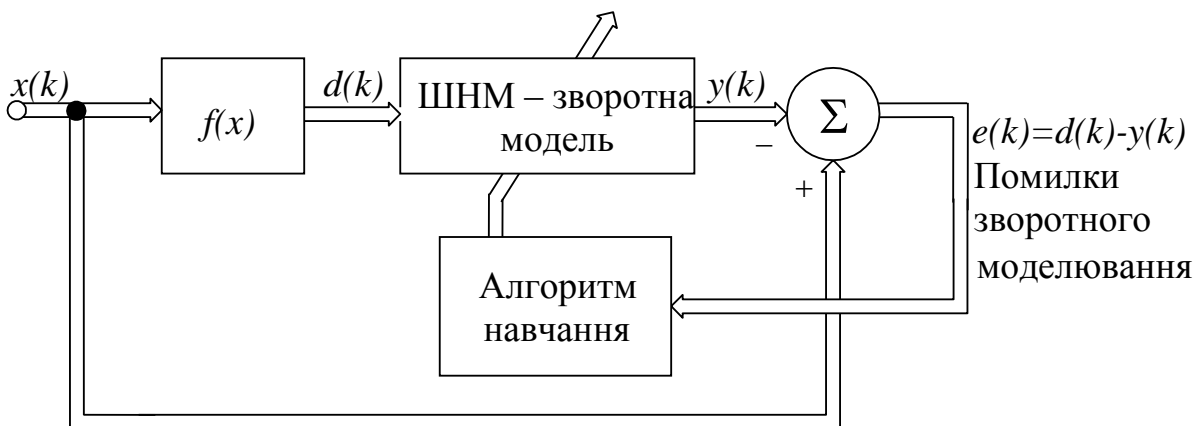 x(k)
f(x)
d(k)
ШНМ – зворотна
модель
y(k)
Σ
–
+
e(k)=d(k)-y(k)
Помилки
зворотного
моделювання
Алгоритм
навчання